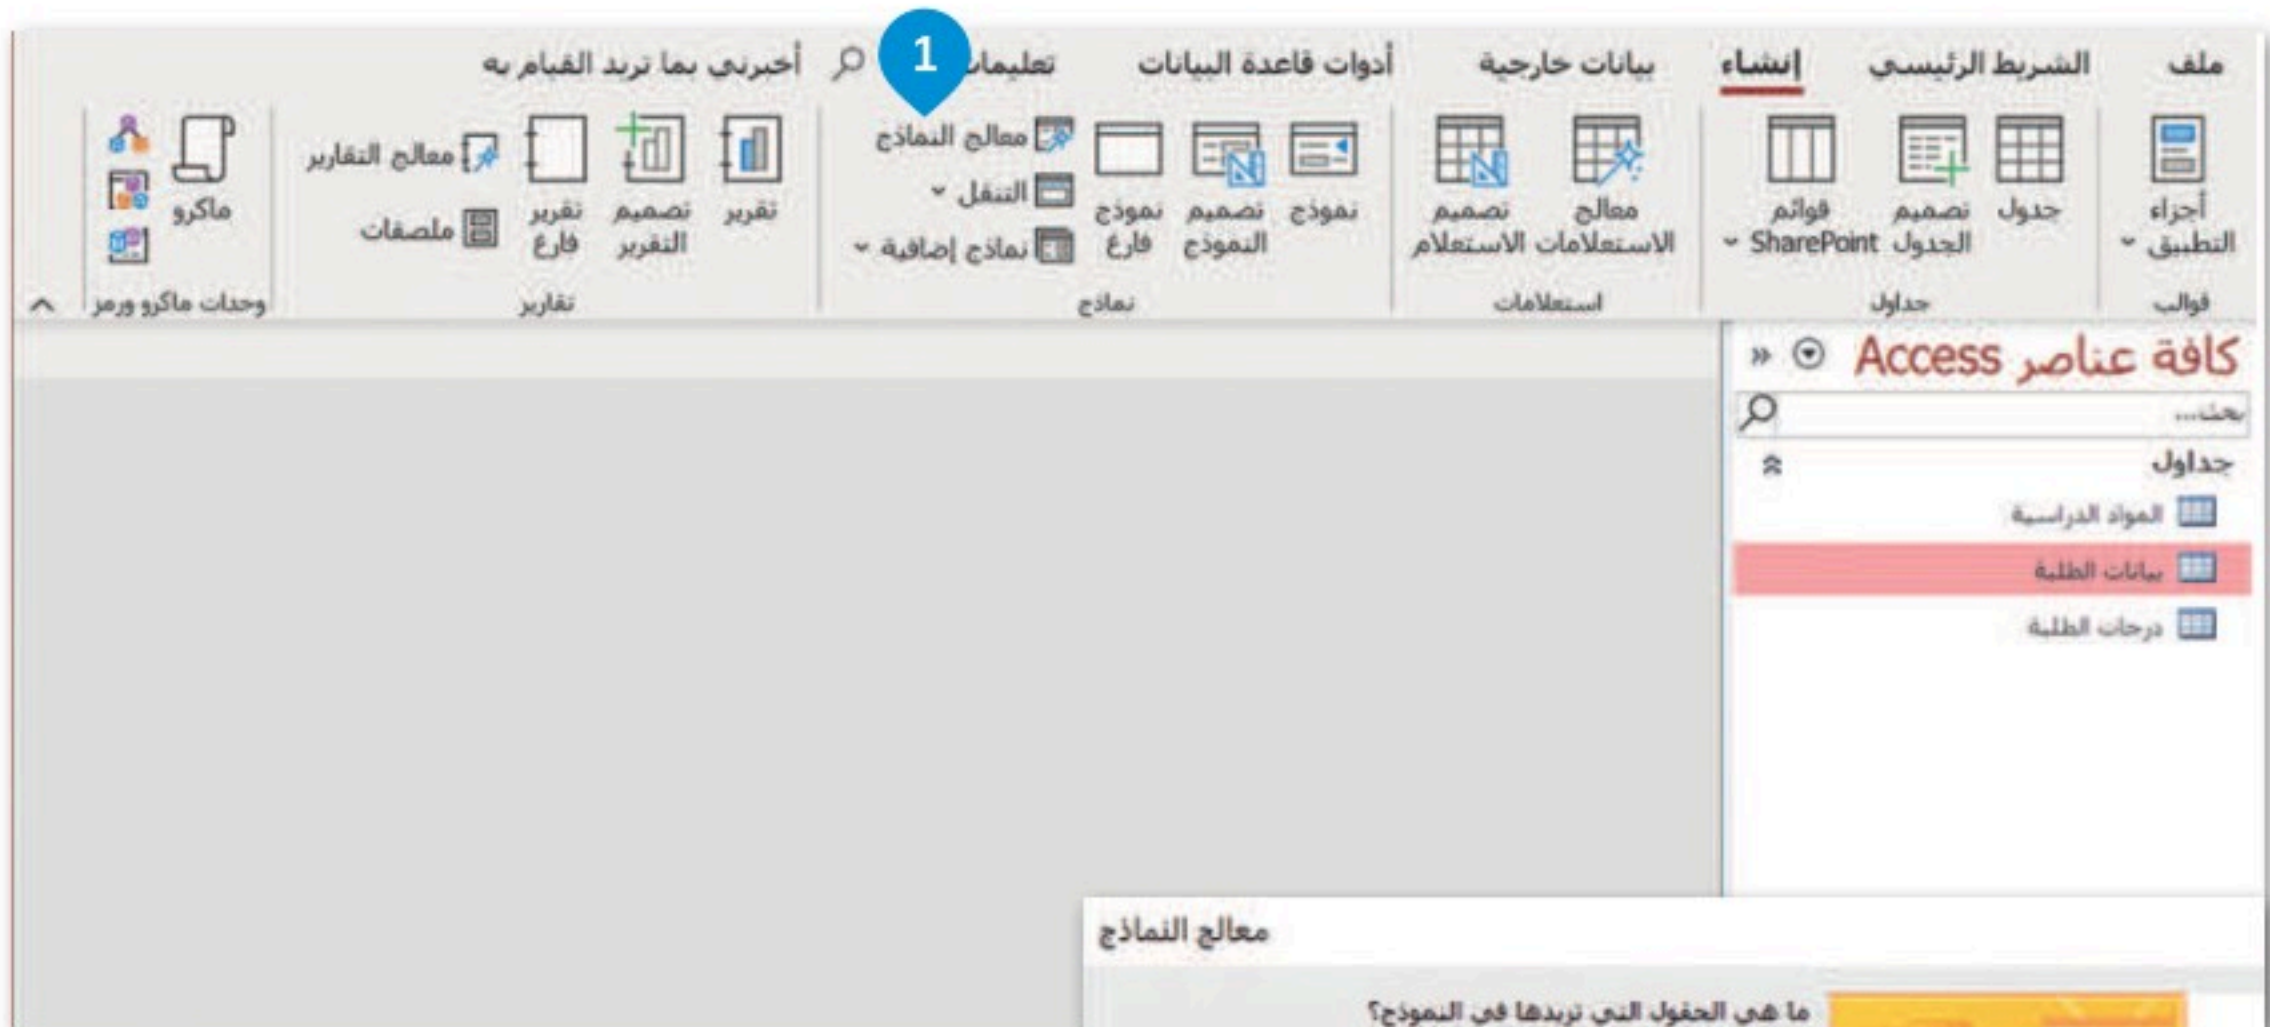 ملف الشريط الرئيسي إنشاء بيانات خارجية أدوات قاعدة البيانات تعليمات أخبرني بما تريد القيام به
1
أجزاء التطبيق
قوالب
جدول
تصميم الجدول
قوائم SharePoint
جداول
معالج الاستعلامات
تصميم الاستعلام
استعلامات
نموذج
تصميم النموذج
نموذج فارغ
معالج النماذج
التنقل
نماذج إضافية
نماذج
تقرير
تصميم التقرير
تقرير فارغ
معالج التقارير
ملصقات
تقارير
ماكرو
وحدات ماكرو ورمز
كافة عناصر Access
بحث...
جداول
المواد الدراسية
بيانات الطلبة
درجات الطلبة
معالج النماذج
ما هي الحقول التي تريدها في النموذج؟